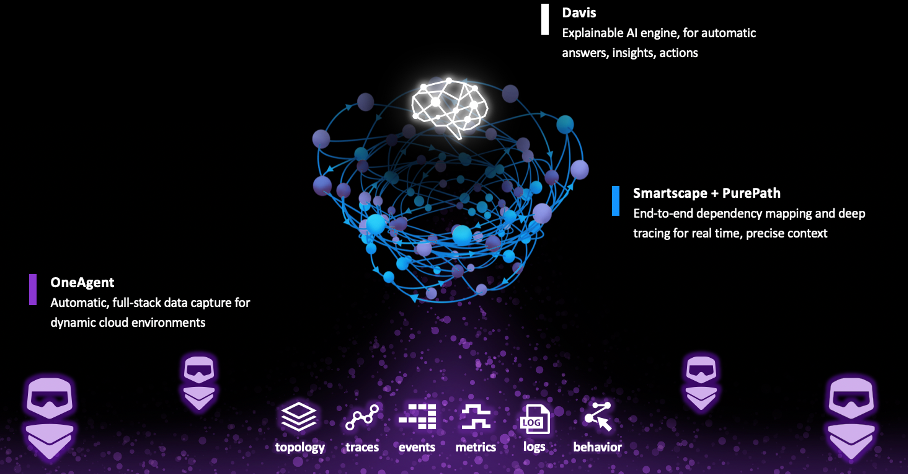 Davis
Explainable AI engine, for automatic
answers, insights, actions
Smartscape + PurePath
End-to-end dependency mapping and deep
tracing for real time, precise context
OneAgent
Automatic, full-stack data capture for
dynamic cloud environments
LOG
topology traces events metrics logs behavior